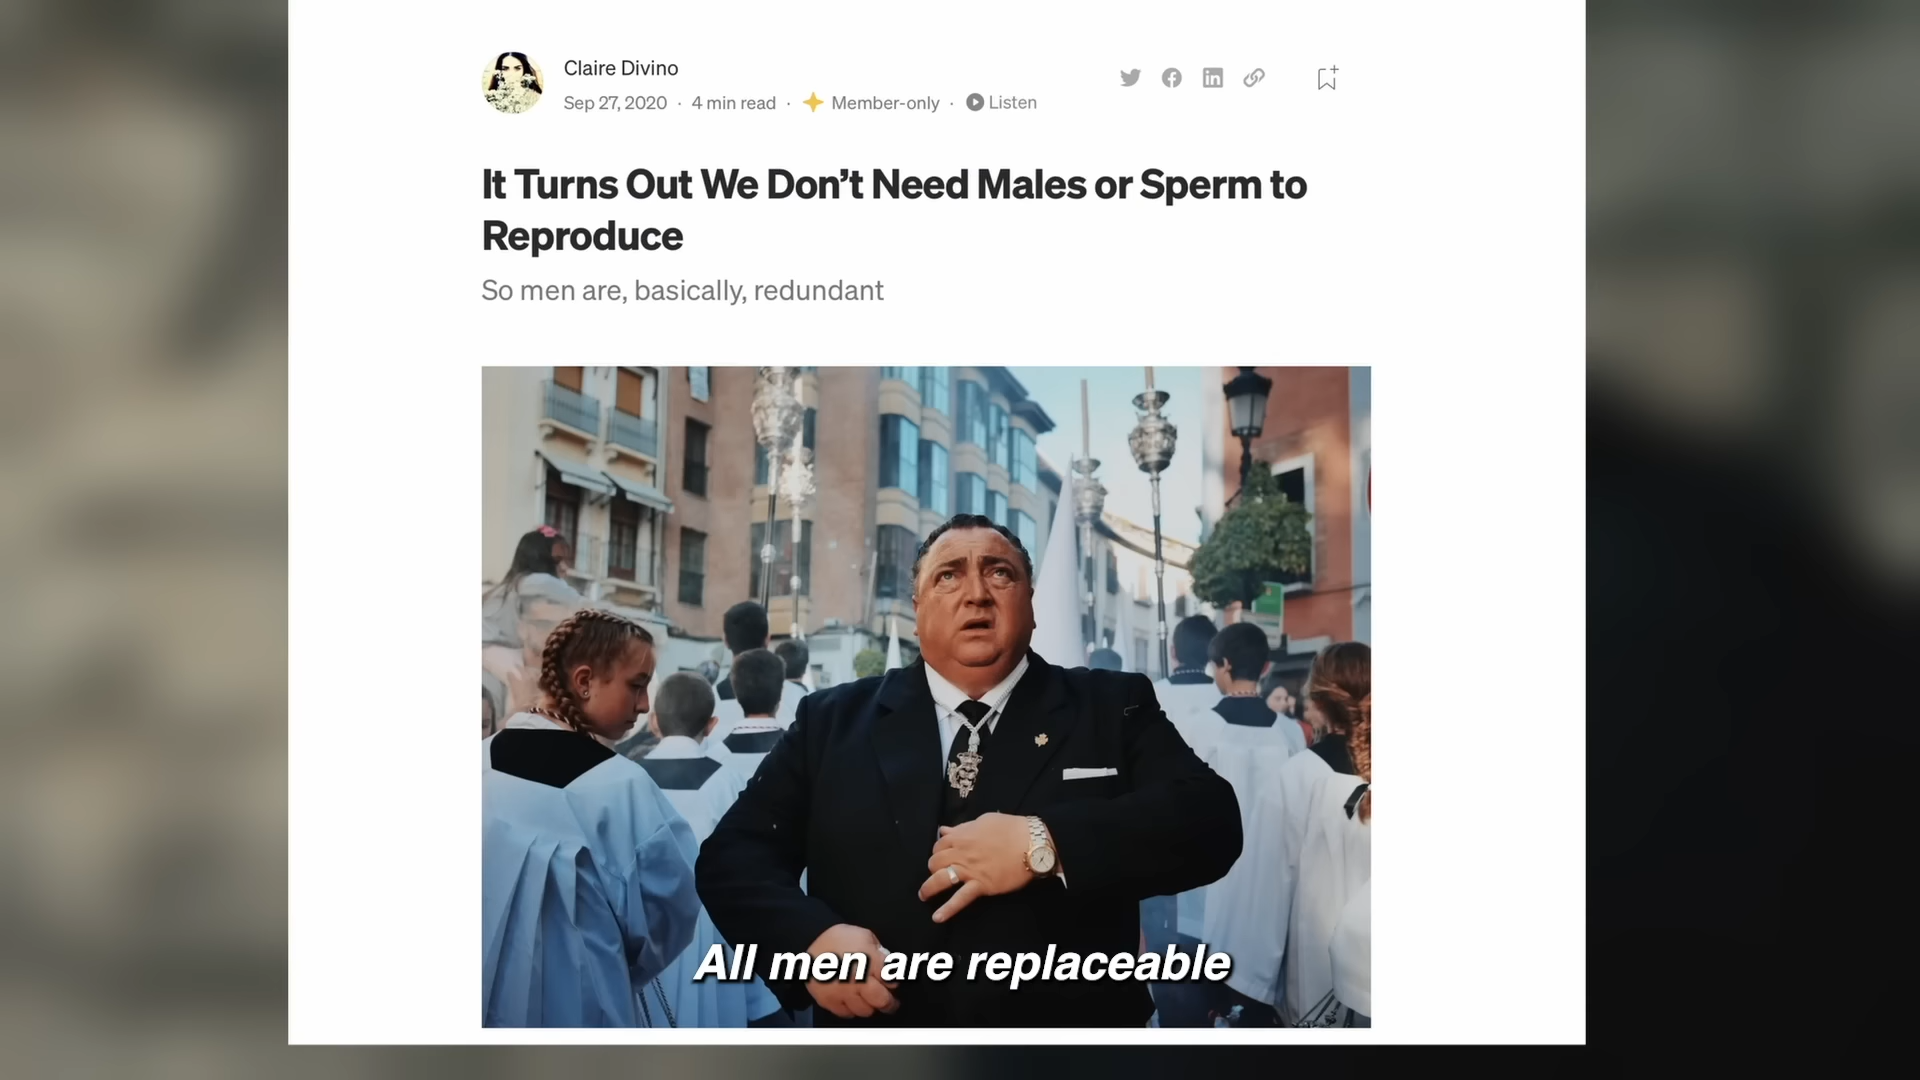 Claire Divino
Sep 27, 2020 · 4 min read · Member-only · Listen
It Turns Out We Don’t Need Males or Sperm to
Reproduce
So men are, basically, redundant
All men are replaceable